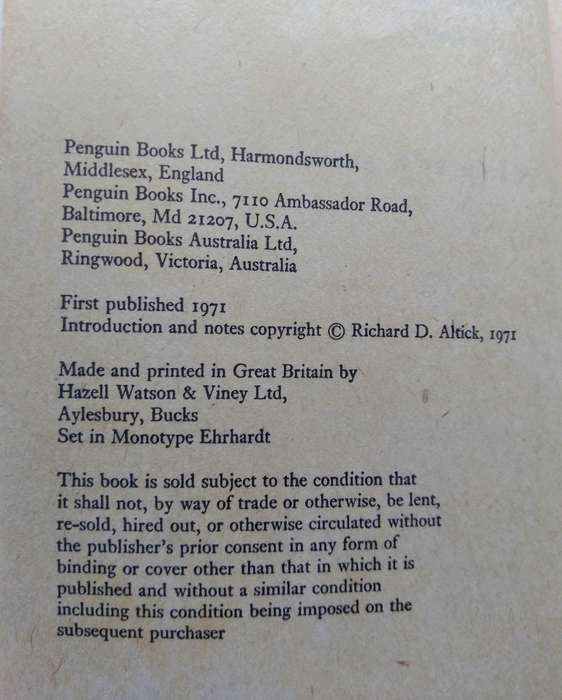 Penguin Books Ltd, Harmondsworth,
Middlesex, England
Penguin Books Inc., 7110 Ambassador Road,
Baltimore, Md 21207, U.S.A.
Penguin Books Australia Ltd,
Ringwood, Victoria, Australia
First published 1971
Introduction and notes copyright © Richard D. Altick, 1971
Made and printed in Great Britain by
Hazell Watson & Viney Ltd,
Aylesbury, Bucks
Set in Monotype Ehrhardt
This book is sold subject to the condition that
it shall not, by way of trade or otherwise, be lent,
re-sold, hired out, or otherwise circulated without
the publisher's prior consent in any form of
binding or cover other than that in which it is
published and without a similar condition
including this condition being imposed on the
subsequent purchaser